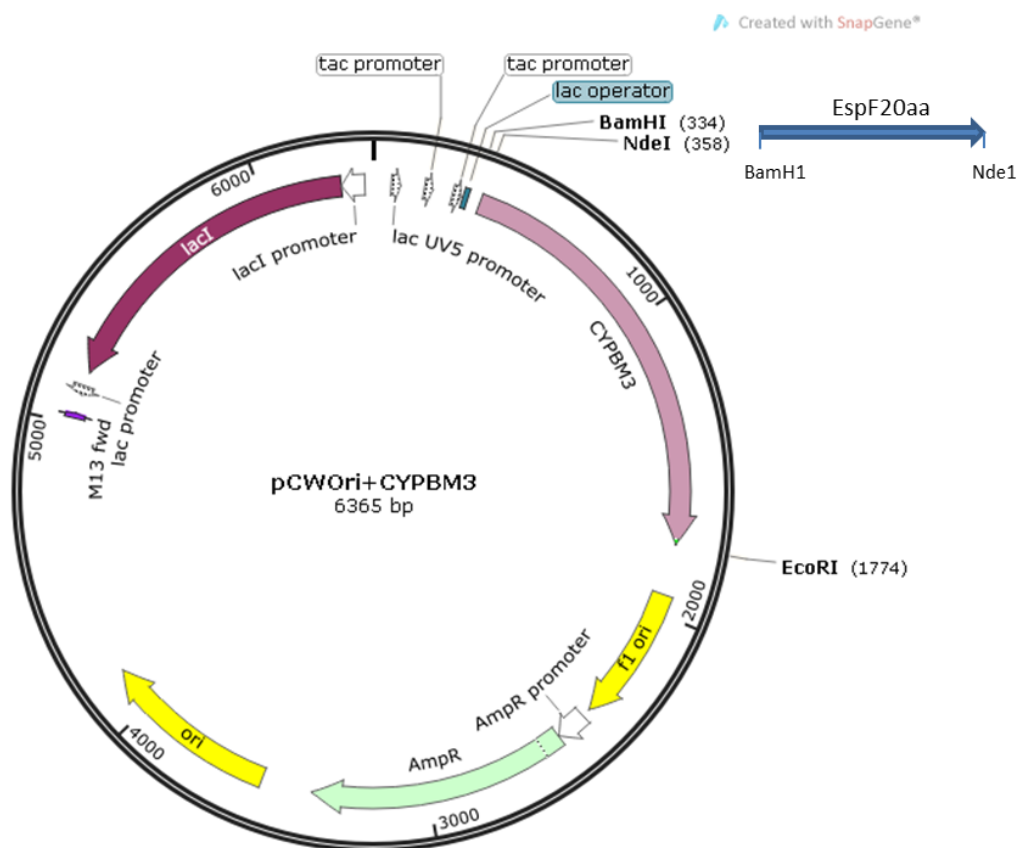 Created with SnapGene®
tac promoter
tac promoter
lac operator
BamHI (334)
NdeI (358)
EspF20aa
BamH1
Nde1
6000
lacI
lacI promoter
lac UV5 promoter
1000
CYPBM3
lac promoter
M13 fwd
5000
pCWOri+CYPBM3
6365 bp
EcoRI (1774)
2000
f1 ori
AmpR promoter
AmpR
ori
4000
3000